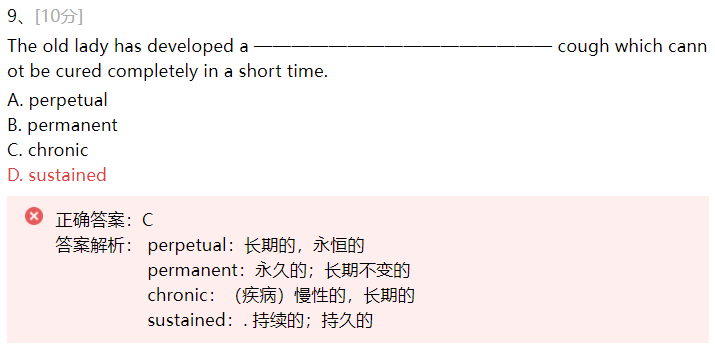 9、[10分]
The old lady has developed a ———————————————— cough which cann
ot be cured completely in a short time.
A. perpetual
B. permanent
C. chronic
D. sustained
正确答案：C
答案解析： perpetual：长期的，永恒的
permanent：永久的；长期不变的
chronic：（疾病）慢性的，长期的
sustained：. 持续的；持久的